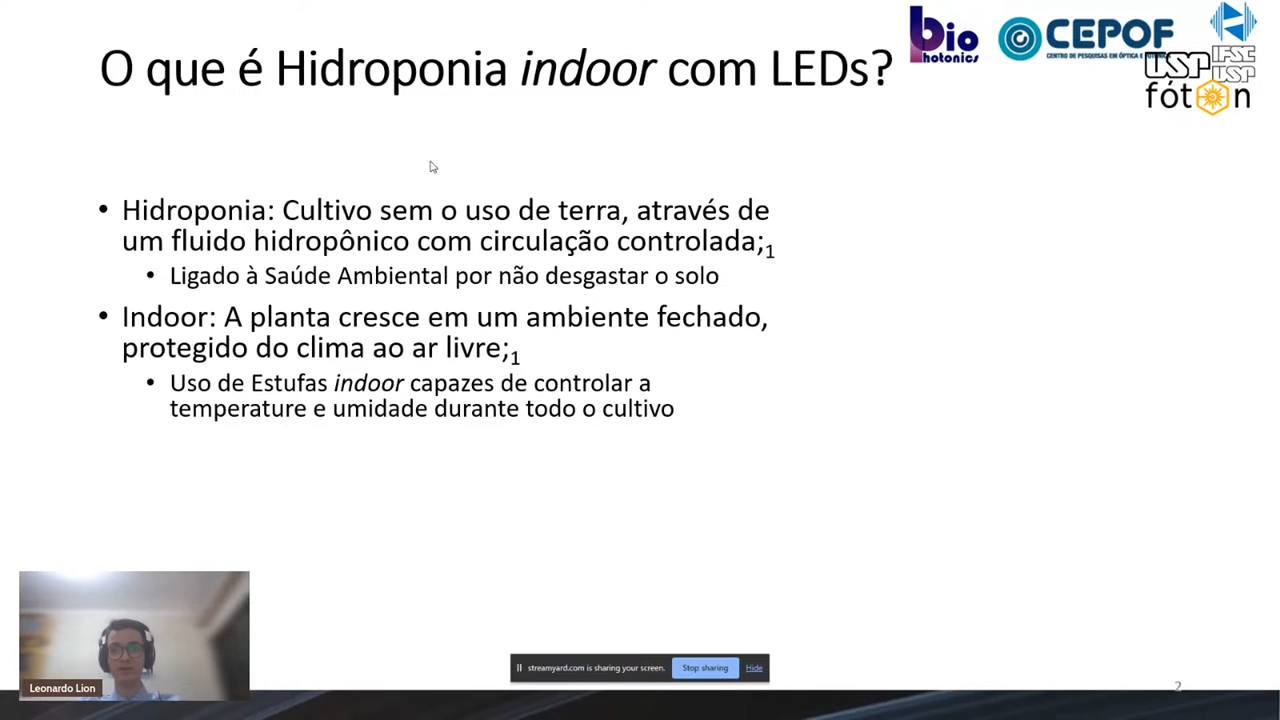 O que é Hidroponia indoor com LEDs?
bio
photonics
CEPOF
CENTRO DE PESQUISAS EM ÓPTICA E
USP
IFSC
USP
fóton
• Hidroponia: Cultivo sem o uso de terra, através de
um fluido hidropônico com circulação controlada;1
• Ligado à Saúde Ambiental por não desgastar o solo
• Indoor: A planta cresce em um ambiente fechado,
protegido do clima ao ar livre;1
• Uso de Estufas indoor capazes de controlar a
temperature e umidade durante todo o cultivo
streamyard.com is sharing your screen.
Stop sharing
Hide
Leonardo Lion
2